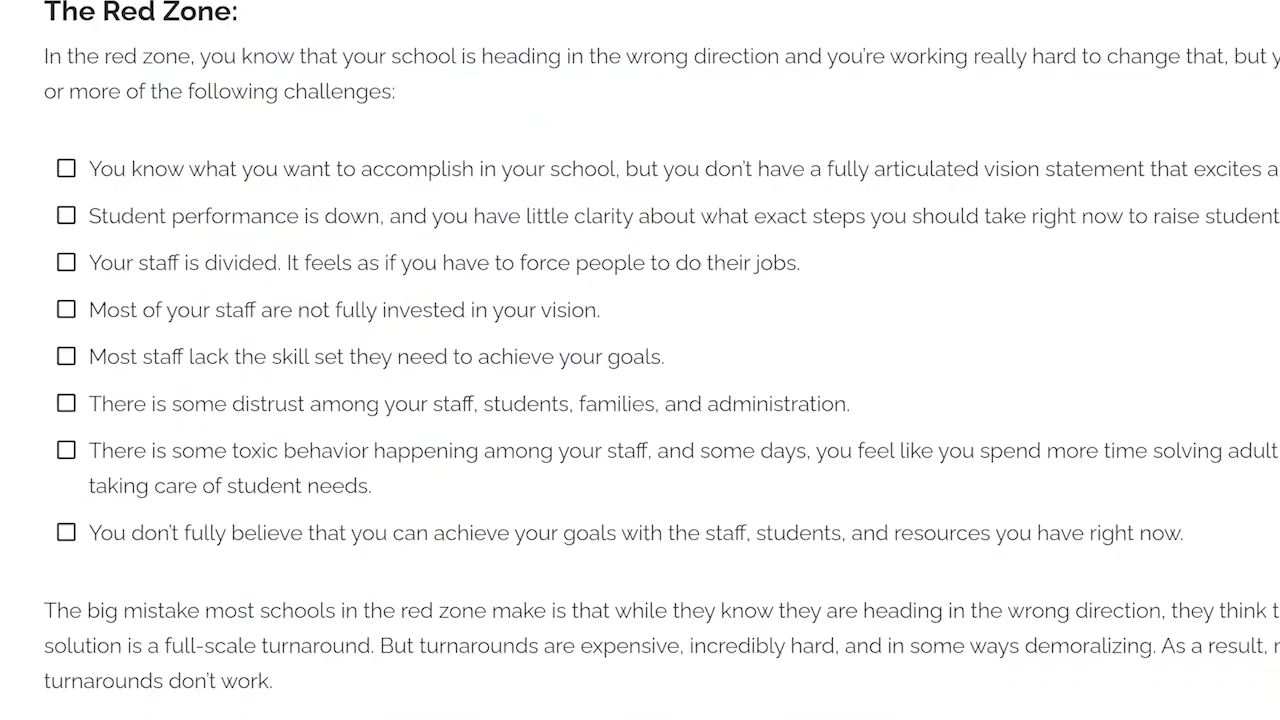 The Red Zone:
In the red zone, you know that your school is heading in the wrong direction and you're working really hard to change that, but
or more of the following challenges:
You know what you want to accomplish in your school, but you don't have a fully articulated vision statement that excites
Student performance is down, and you have little clarity about what exact steps you should take right now to raise student
Your staff is divided. It feels as if you have to force people to do their jobs.
Most of your staff are not fully invested in your vision.
Most staff lack the skill set they need to achieve your goals.
There is some distrust among your staff, students, families, and administration.
There is some toxic behavior happening among your staff, and some days, you feel like you spend more time solving adult
taking care of student needs.
You don't fully believe that you can achieve your goals with the staff, students, and resources you have right now.
The big mistake most schools in the red zone make is that while they know they are heading in the wrong direction, they think
solution is a full-scale turnaround. But turnarounds are expensive, incredibly hard, and in some ways demoralizing. As a result,
turnarounds don't work.